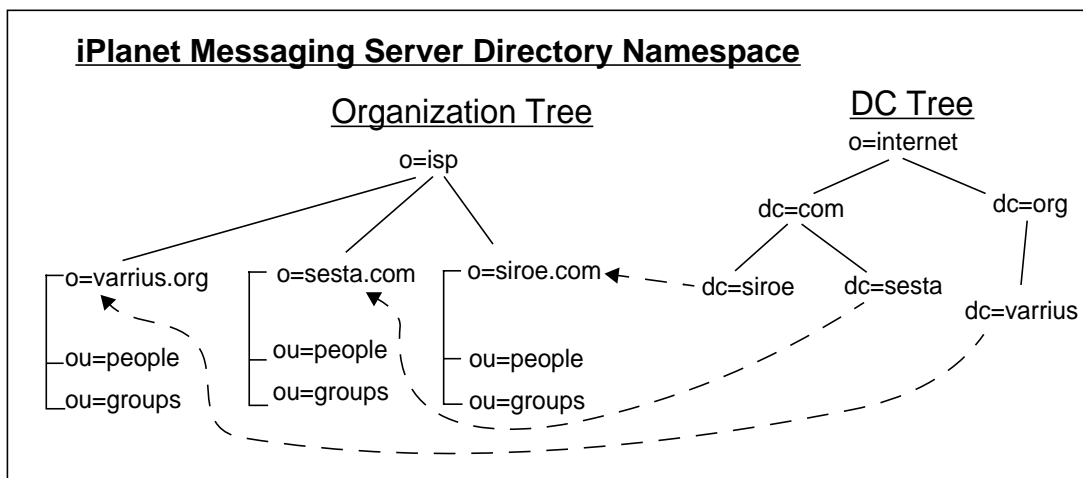 iPlanet Messaging Server Directory Namespace
Organization Tree
o=isp
o=varrius.org
ou=people
ou=groups
o=sesta.com
ou=people
ou=groups
o=siroe.com
ou=people
ou=groups
DC Tree
o=internet
dc=com
dc=org
dc=siroe
dc=sesta
dc=varrius